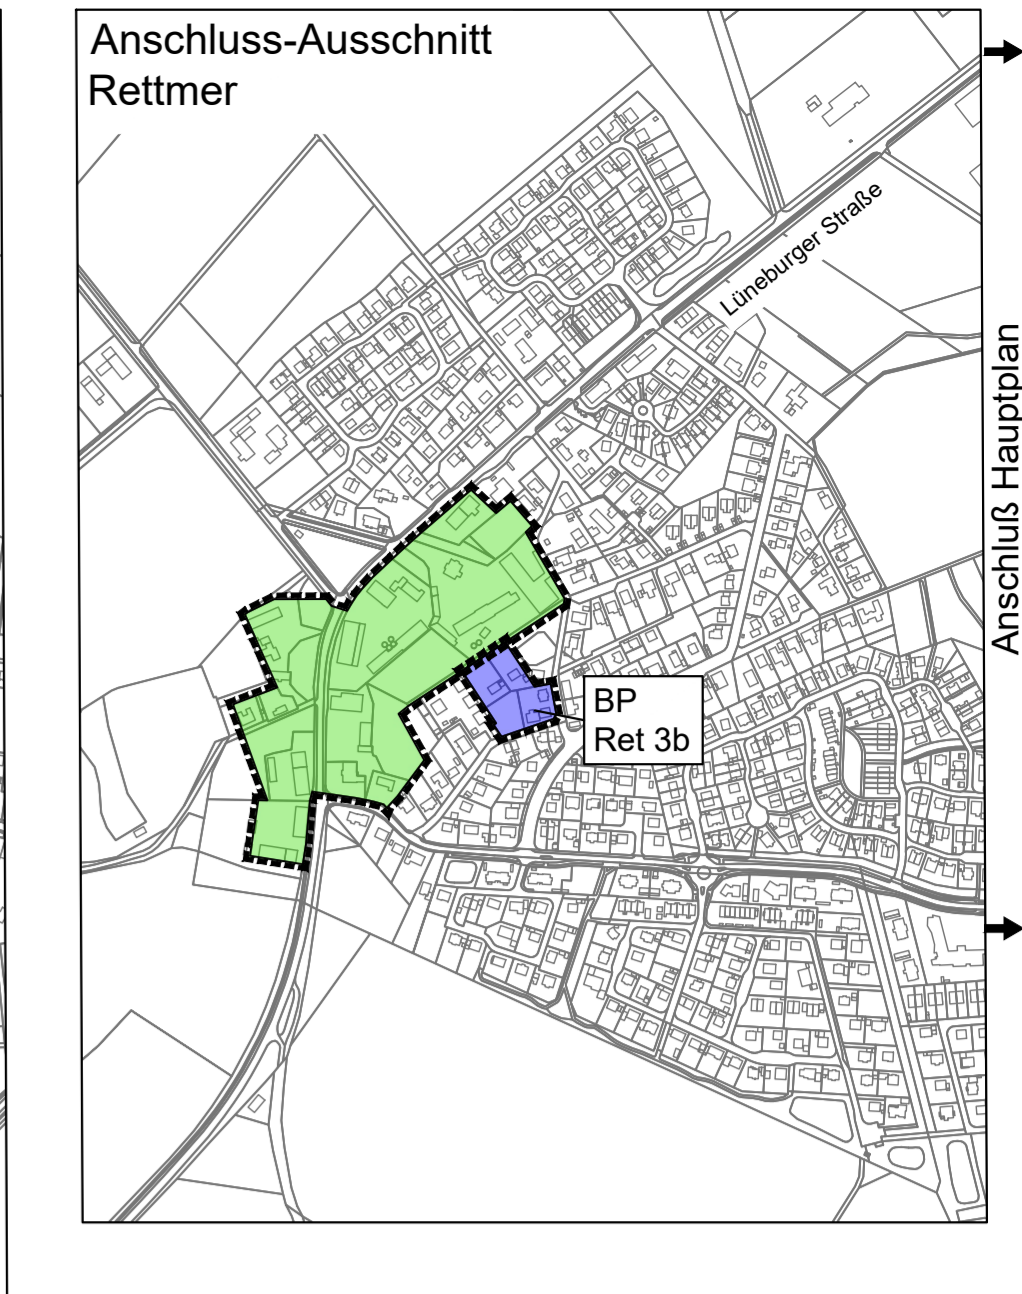 Anschluss-Ausschnitt
Rettmer
Lüneburger Straße
Anschluß Hauptplan
BP
Ret 3b